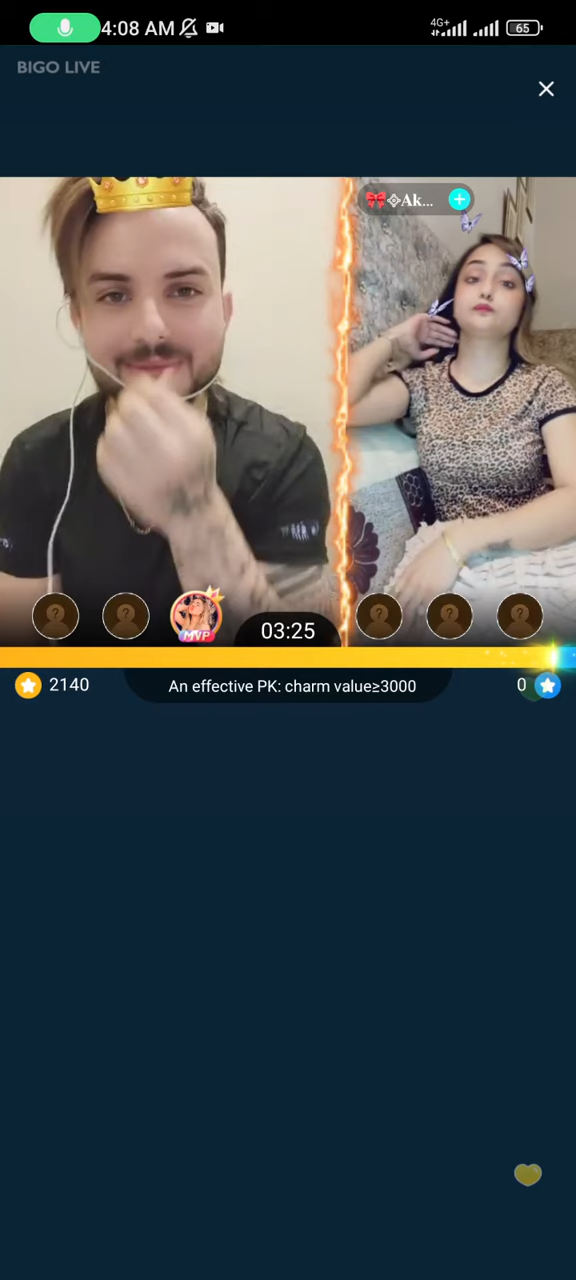 4:08 AM
4G+
65
BIGO LIVE
Ak...
MVP
03:25
2140
An effective PK: charm value≥3000
0